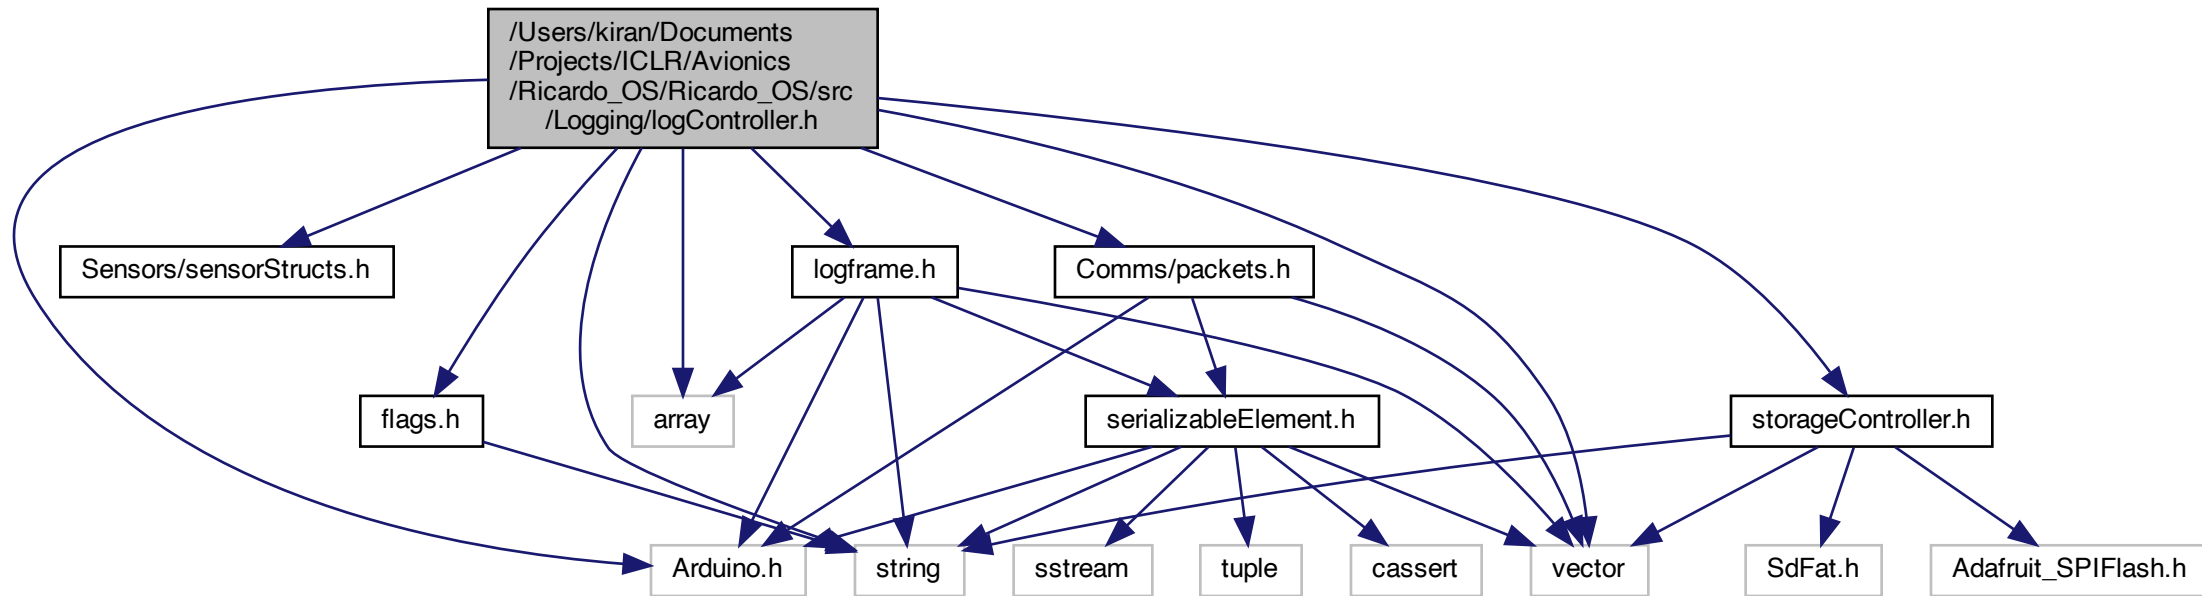 /Users/kiran/Documents
/Projects/ICLR/Avionics
/Ricardo_OS/Ricardo_OS/src
/Logging/logController.h
Sensors/sensorStructs.h
logframe.h
Comms/packets.h
flags.h
array
serializableElement.h
storageController.h
Arduino.h
string
sstream
tuple
cassert
vector
SdFat.h
Adafruit_SPIFlash.h